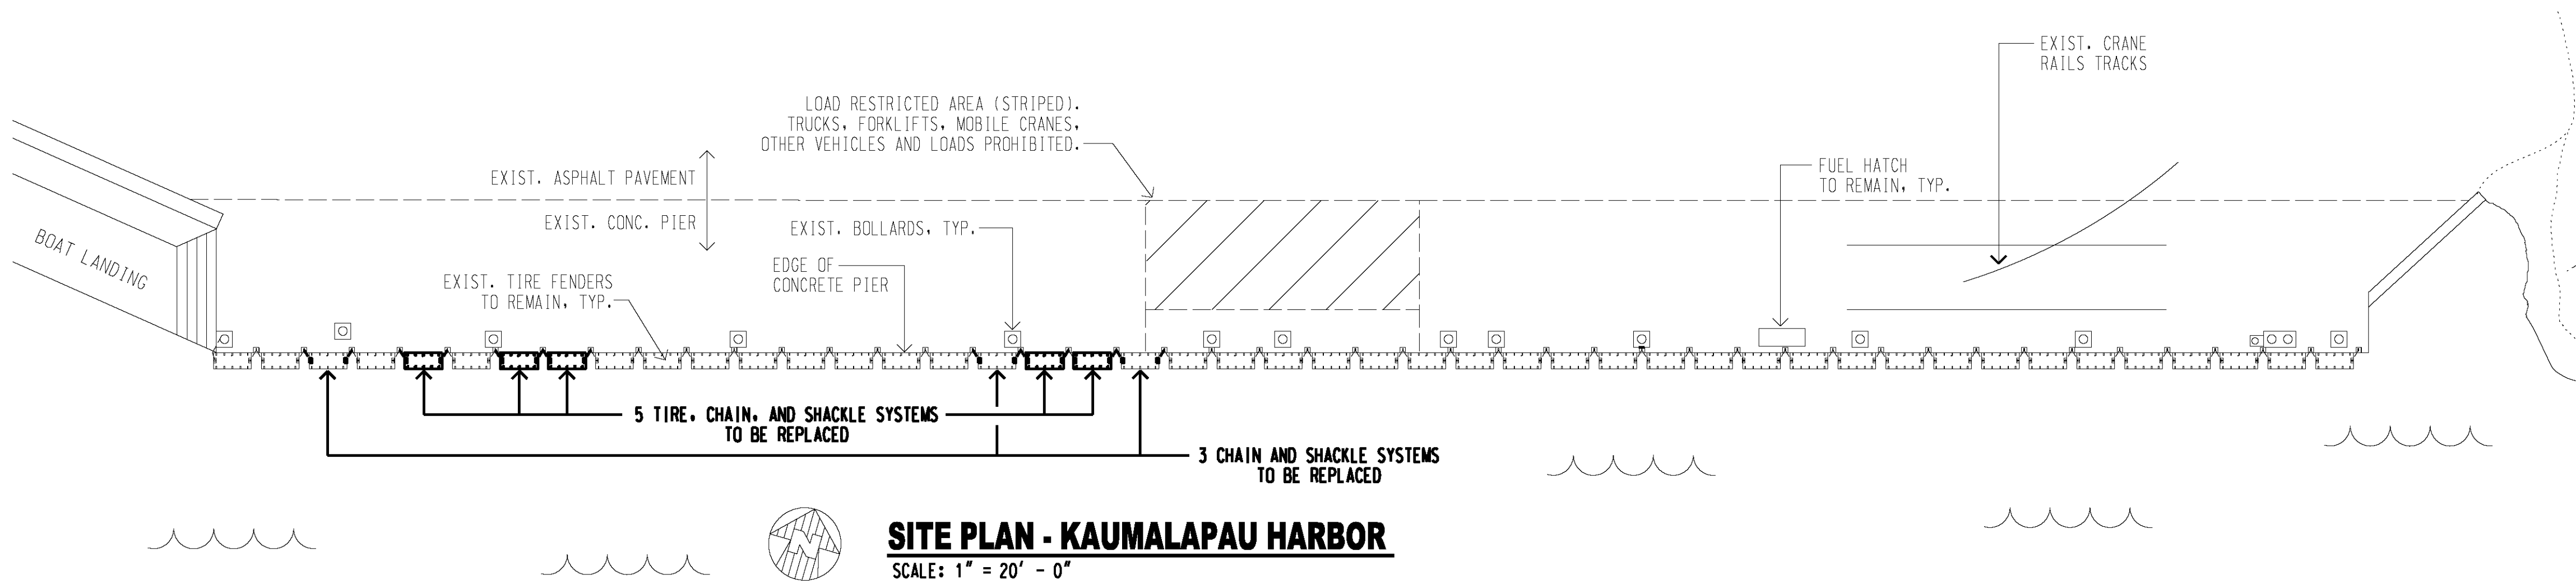 EXIST. CRANE
RAILS TRACKS
LOAD RESTRICTED AREA (STRIPED).
TRUCKS, FORKLIFTS, MOBILE CRANES,
OTHER VEHICLES AND LOADS PROHIBITED.
FUEL HATCH
TO REMAIN, TYP.
EXIST. ASPHALT PAVEMENT
EXIST. CONC. PIER
EXIST. BOLLARDS, TYP.
BOAT LANDING
EDGE OF
CONCRETE PIER
EXIST. TIRE FENDERS
TO REMAIN, TYP.
5 TIRE, CHAIN, AND SHACKLE SYSTEMS
TO BE REPLACED
3 CHAIN AND SHACKLE SYSTEMS
TO BE REPLACED
N
SITE PLAN - KAUMALAPAU HARBOR
SCALE: 1" = 20' - 0"